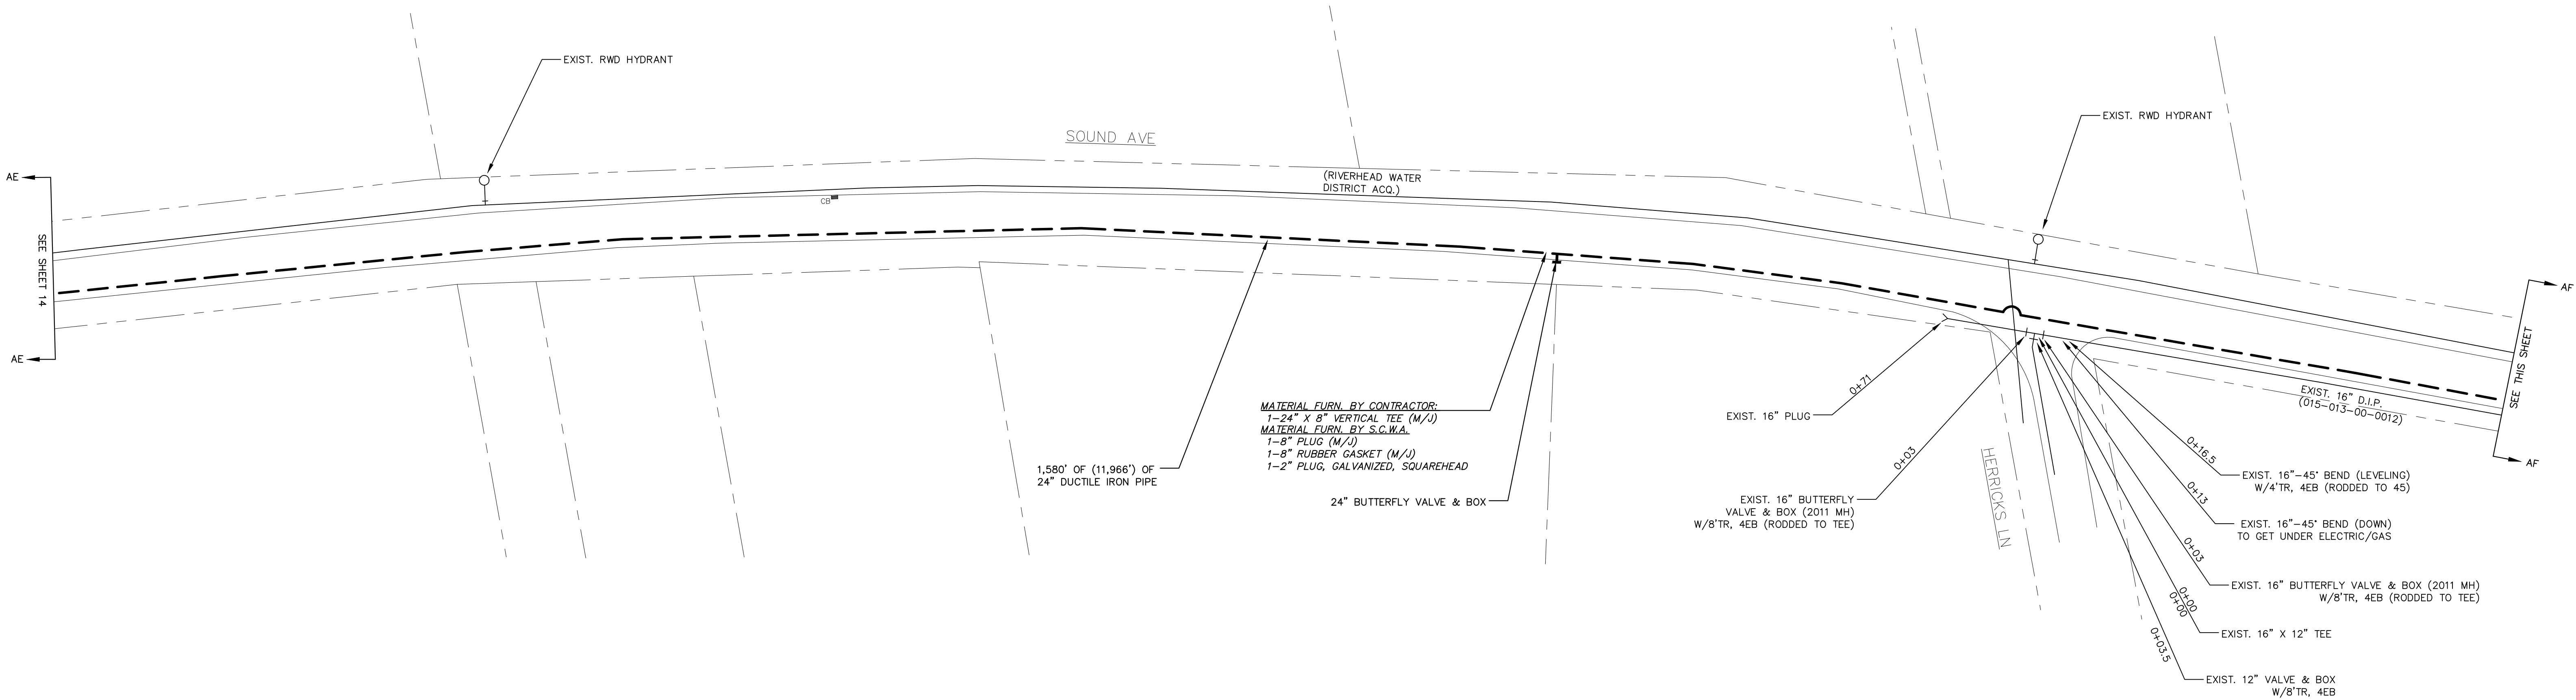 EXIST. RWD HYDRANT
EXIST. RWD HYDRANT
SOUND AVE
(RIVERHEAD WATER
DISTRICT ACQ.)
AE
SEE SHEET 14
AE
CB
AF
SEE THIS SHEET
AF
EXIST. 16" D.I.P.
(015-013-00-0012)
MATERIAL FURN. BY CONTRACTOR:
1-24" X 8" VERTICAL TEE (M/J)
MATERIAL FURN. BY S.C.W.A.
1-8" PLUG (M/J)
1-8" RUBBER GASKET (M/J)
1-2" PLUG, GALVANIZED, SQUAREHEAD
1,580' OF (11,966') OF
24" DUCTILE IRON PIPE
24" BUTTERFLY VALVE & BOX
0+71
EXIST. 16" PLUG
0+03
EXIST. 16" BUTTERFLY
VALVE & BOX (2011 MH)
W/8'TR, 4EB (RODDED TO TEE)
HERRICKS LN
0+16.5
EXIST. 16"-45° BEND (LEVELING)
W/4'TR, 4EB (RODDED TO 45)
0+13
EXIST. 16"-45° BEND (DOWN)
TO GET UNDER ELECTRIC/GAS
0+03
EXIST. 16" BUTTERFLY VALVE & BOX (2011 MH)
W/8'TR, 4EB (RODDED TO TEE)
0+00
0+00
EXIST. 16" X 12" TEE
0+03.5
EXIST. 12" VALVE & BOX
W/8'TR, 4EB